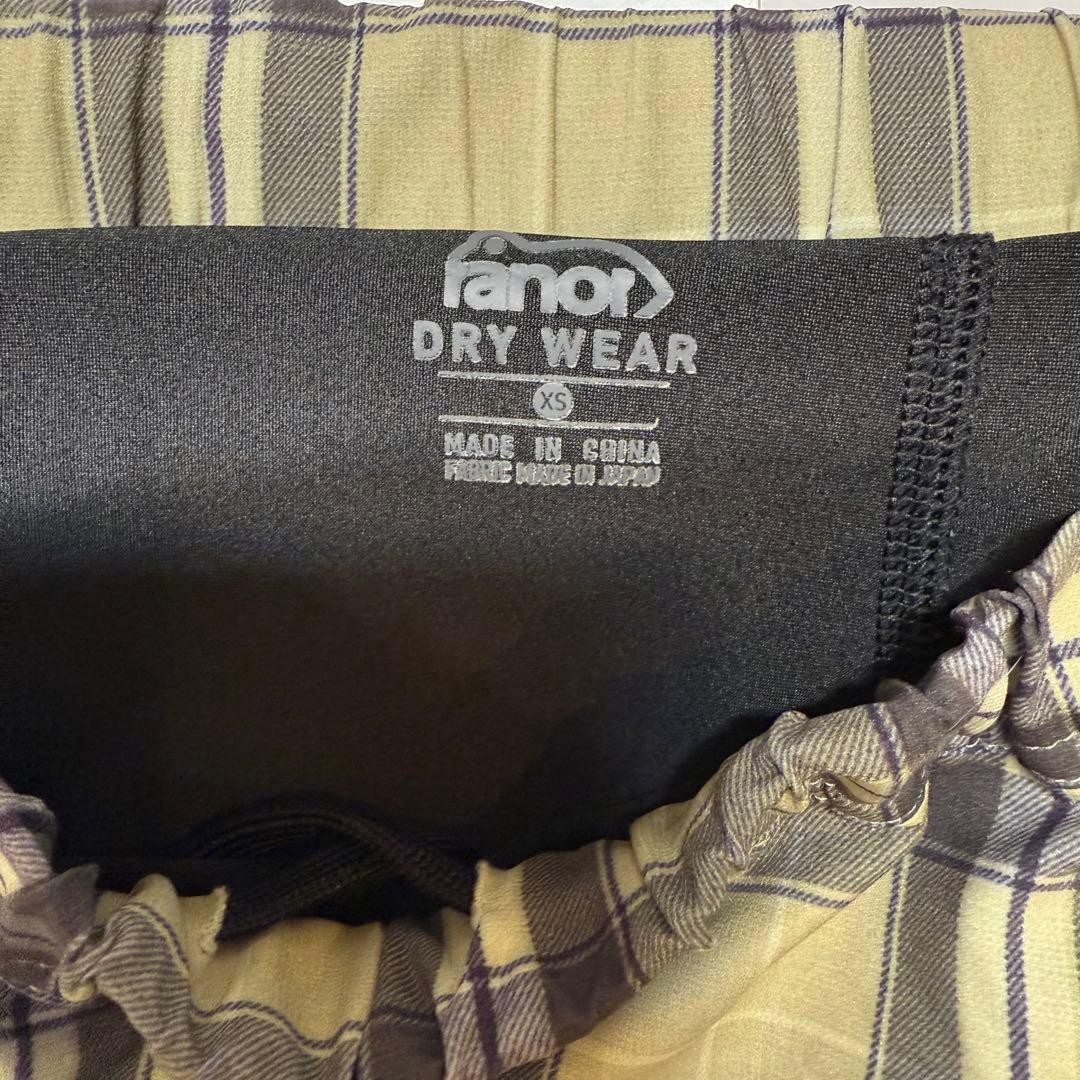 ranor
DRY WEAR
XS
MADE IN CHINA
FABRIC MADE IN JAPAN